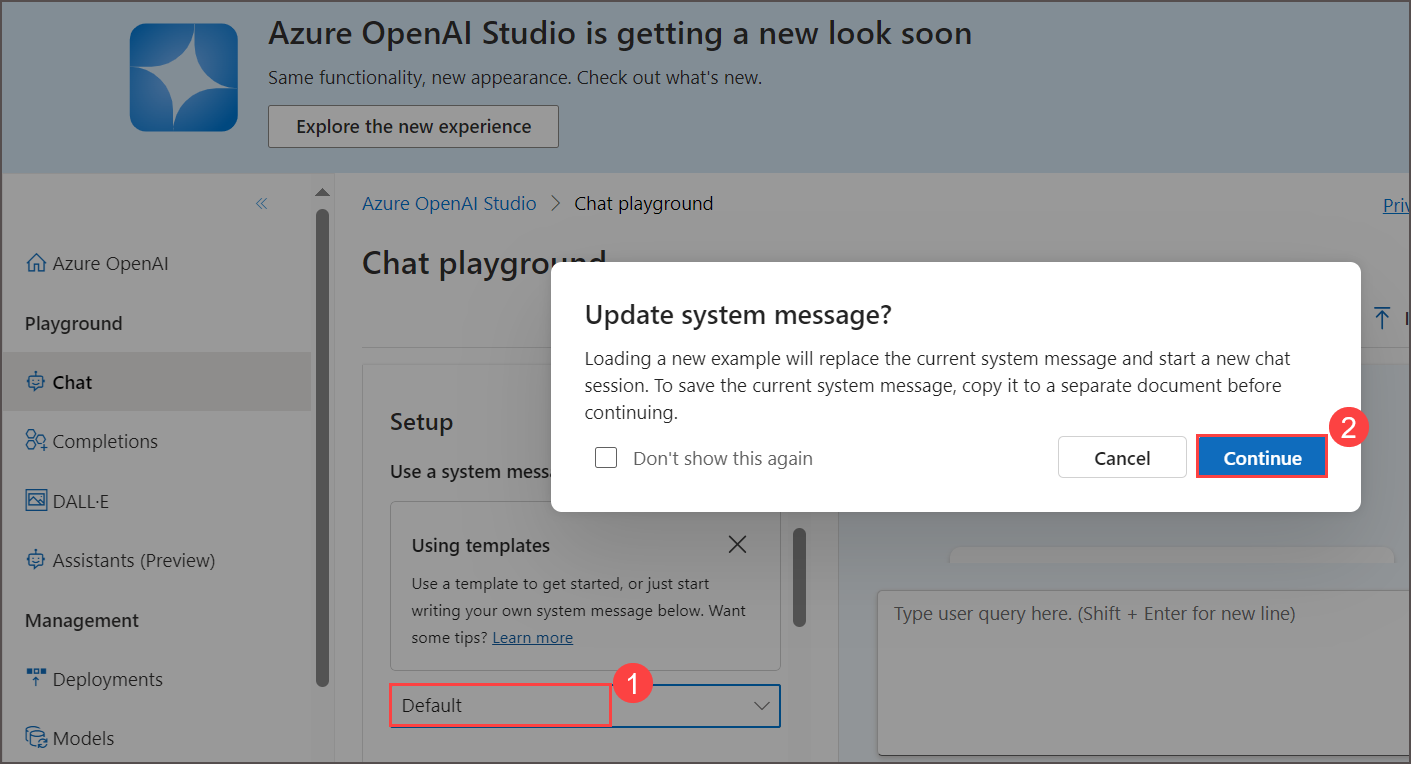 Azure OpenAI Studio is getting a new look soon
Same functionality, new appearance. Check out what's new.
Explore the new experience
Azure OpenAI
Playground
Chat
Completions
DALL·E
Assistants (Preview)
Management
Deployments
Models
Azure OpenAI Studio > Chat playground
Chat playground
Setup
Using templates
Use a template to get started, or just start
writing your own system message below. Want
some tips? Learn more
Default
1
Update system message?
Loading a new example will replace the current system message and start a new chat
session. To save the current system message, copy it to a separate document before
continuing.
Don't show this again
Cancel
Continue
2
Type user query here. (Shift + Enter for new line)
Use a system